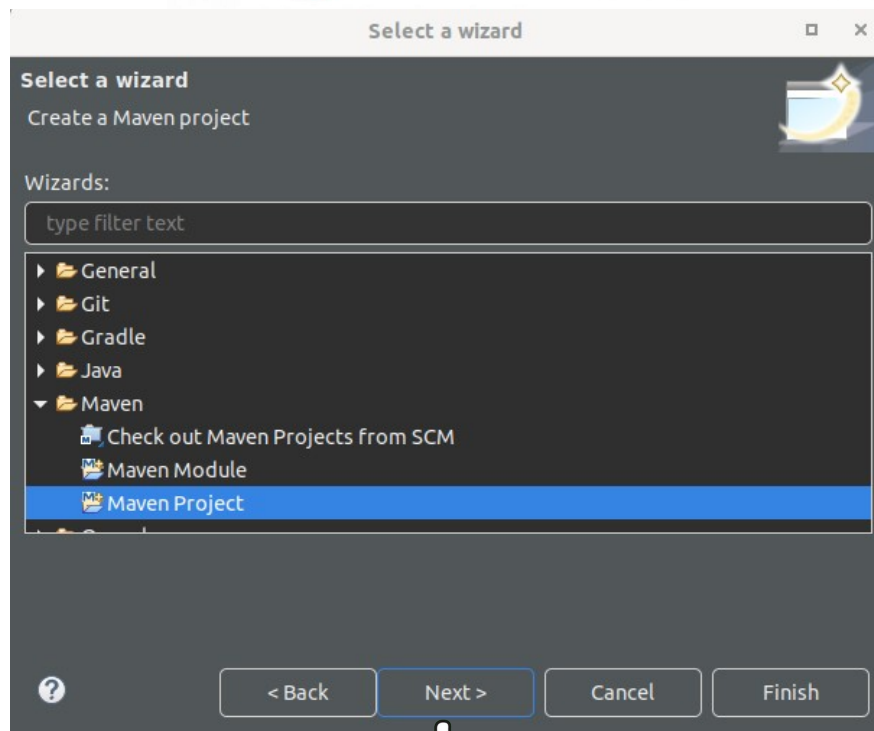 Select a wizard
Select a wizard
Create a Maven project
Wizards:
type filter text
General
Git
Gradle
Java
Maven
Check out Maven Projects from SCM
Maven Module
Maven Project
< Back Next > Cancel Finish